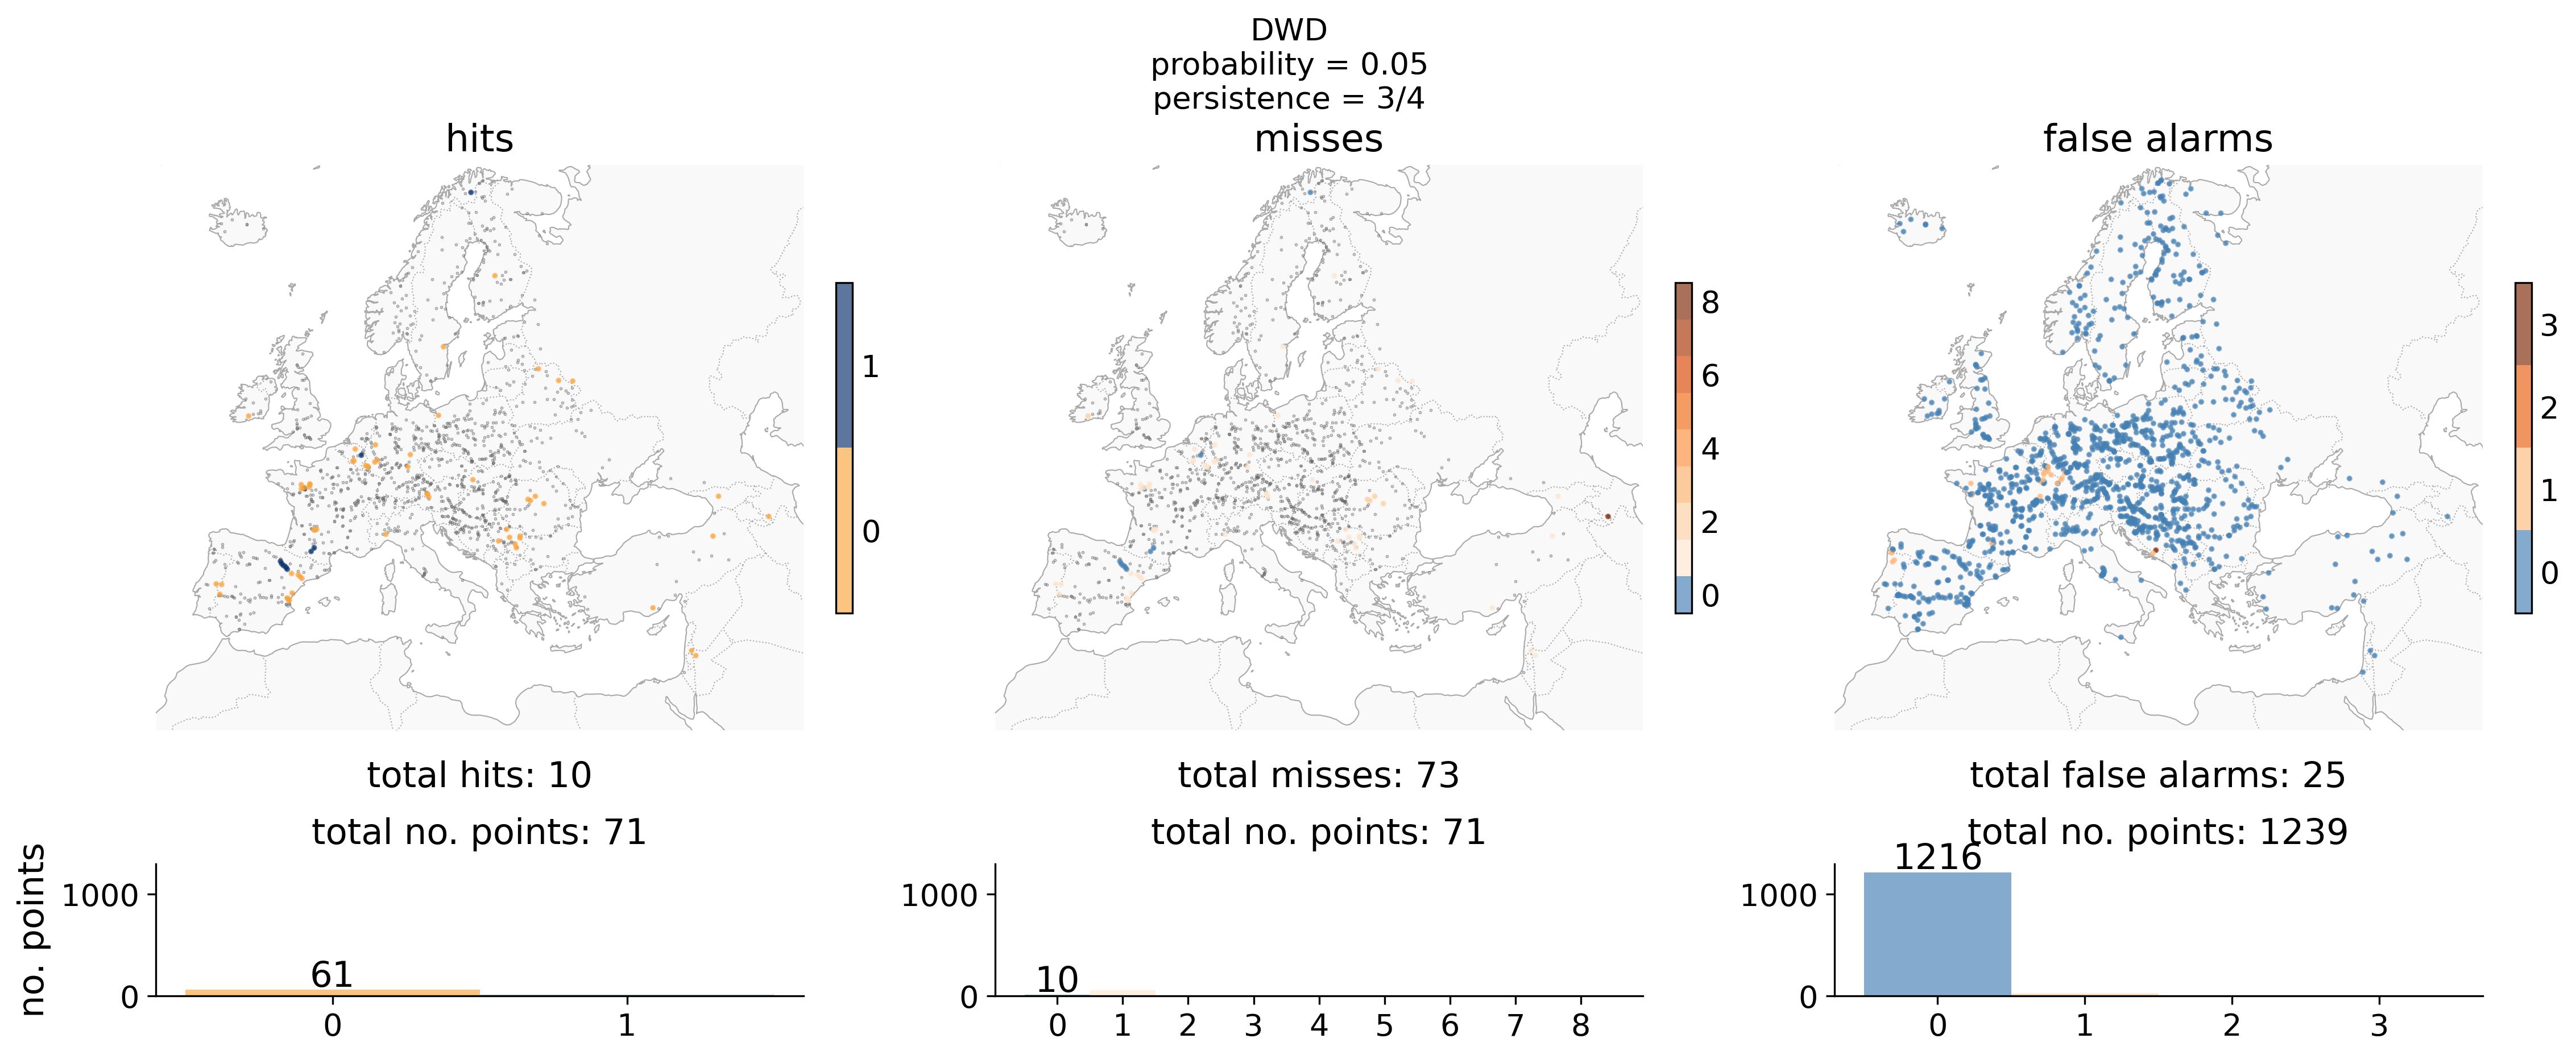 DWD
probability = 0.05
persistence = 3/4
hits
misses
false alarms
1
0
8
6
4
2
0
3
2
1
0
total hits: 10
total misses: 73
total false alarms: 25
total no. points: 71
total no. points: 71
total no. points: 1239
no. points
1000
0
61
0 1
1000
0
10
0 1 2 3 4 5 6 7 8
1000
0
1216
0 1 2 3